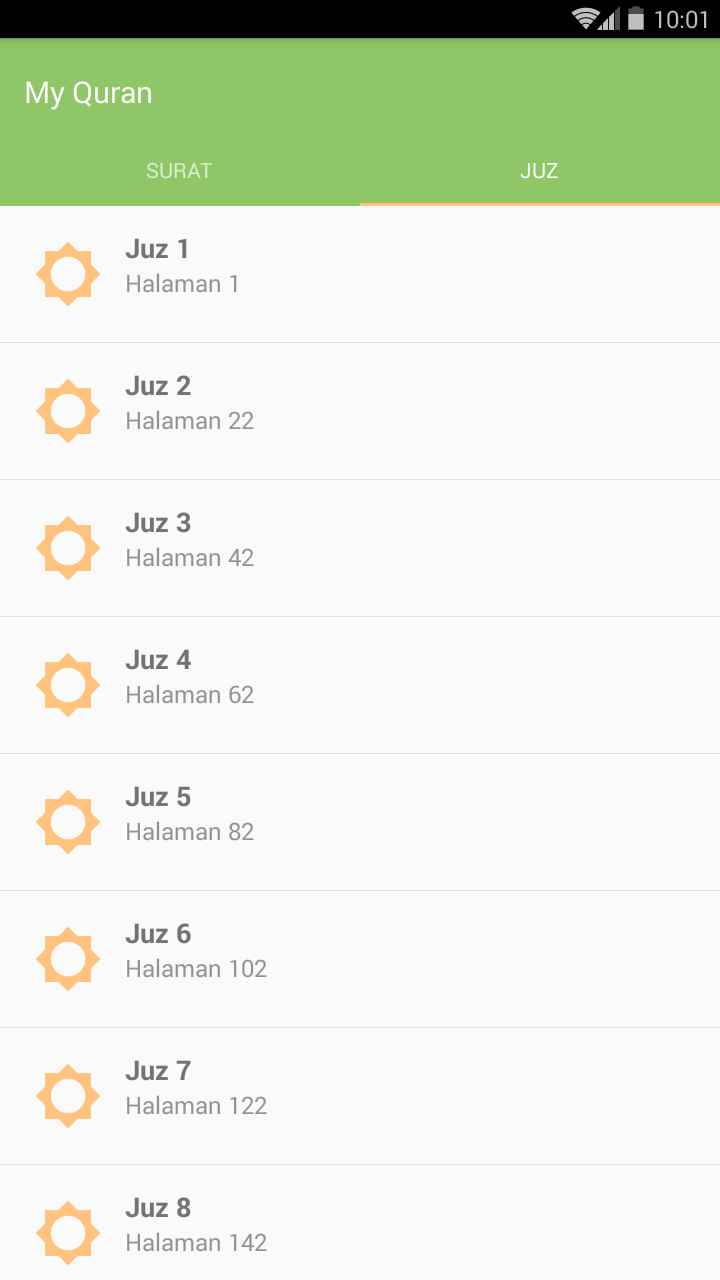 10:01
My Quran
SURAT
JUZ
Juz 1
Halaman 1
Juz 2
Halaman 22
Juz 3
Halaman 42
Juz 4
Halaman 62
Juz 5
Halaman 82
Juz 6
Halaman 102
Juz 7
Halaman 122
Juz 8
Halaman 142